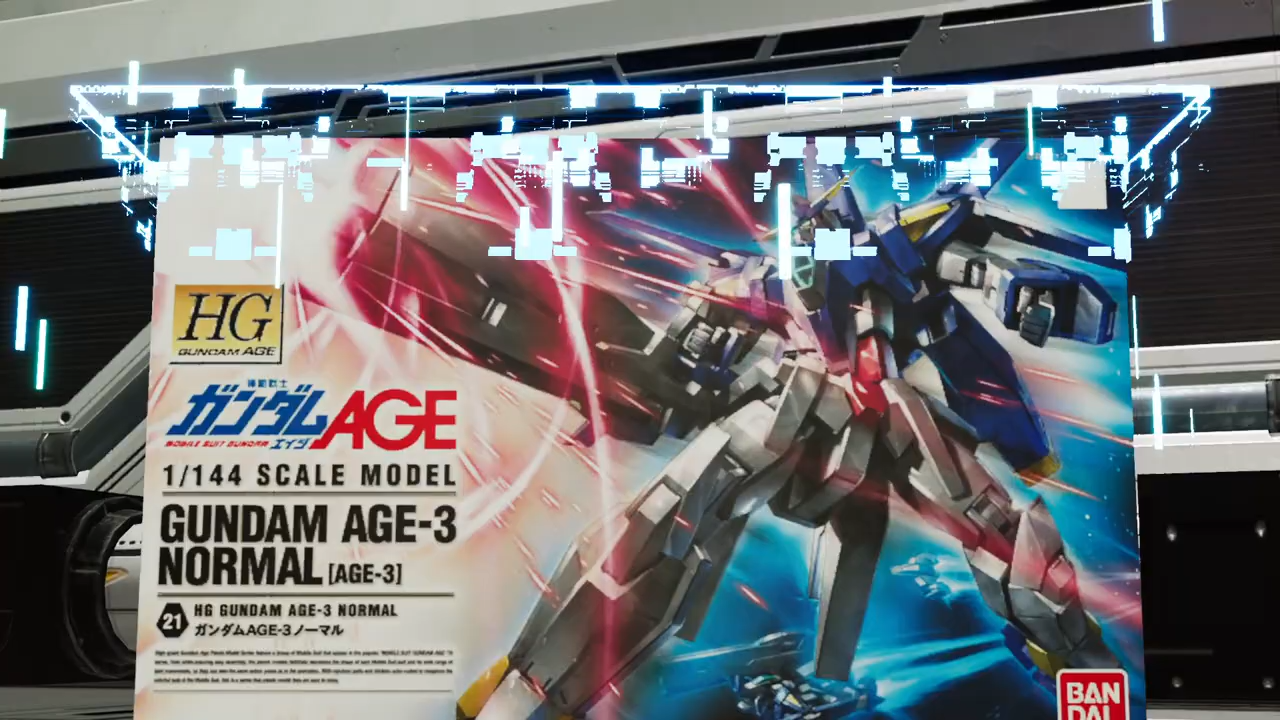 HG
GUNDAM AGE
機動戦士
ガンダムAGE
MOBILE SUIT GUNDAM エイジ
1/144 SCALE MODEL
GUNDAM AGE-3
NORMAL [AGE-3]
21 HG GUNDAM AGE-3 NORMAL
ガンダムAGE-3 ノーマル
BAN
DAI